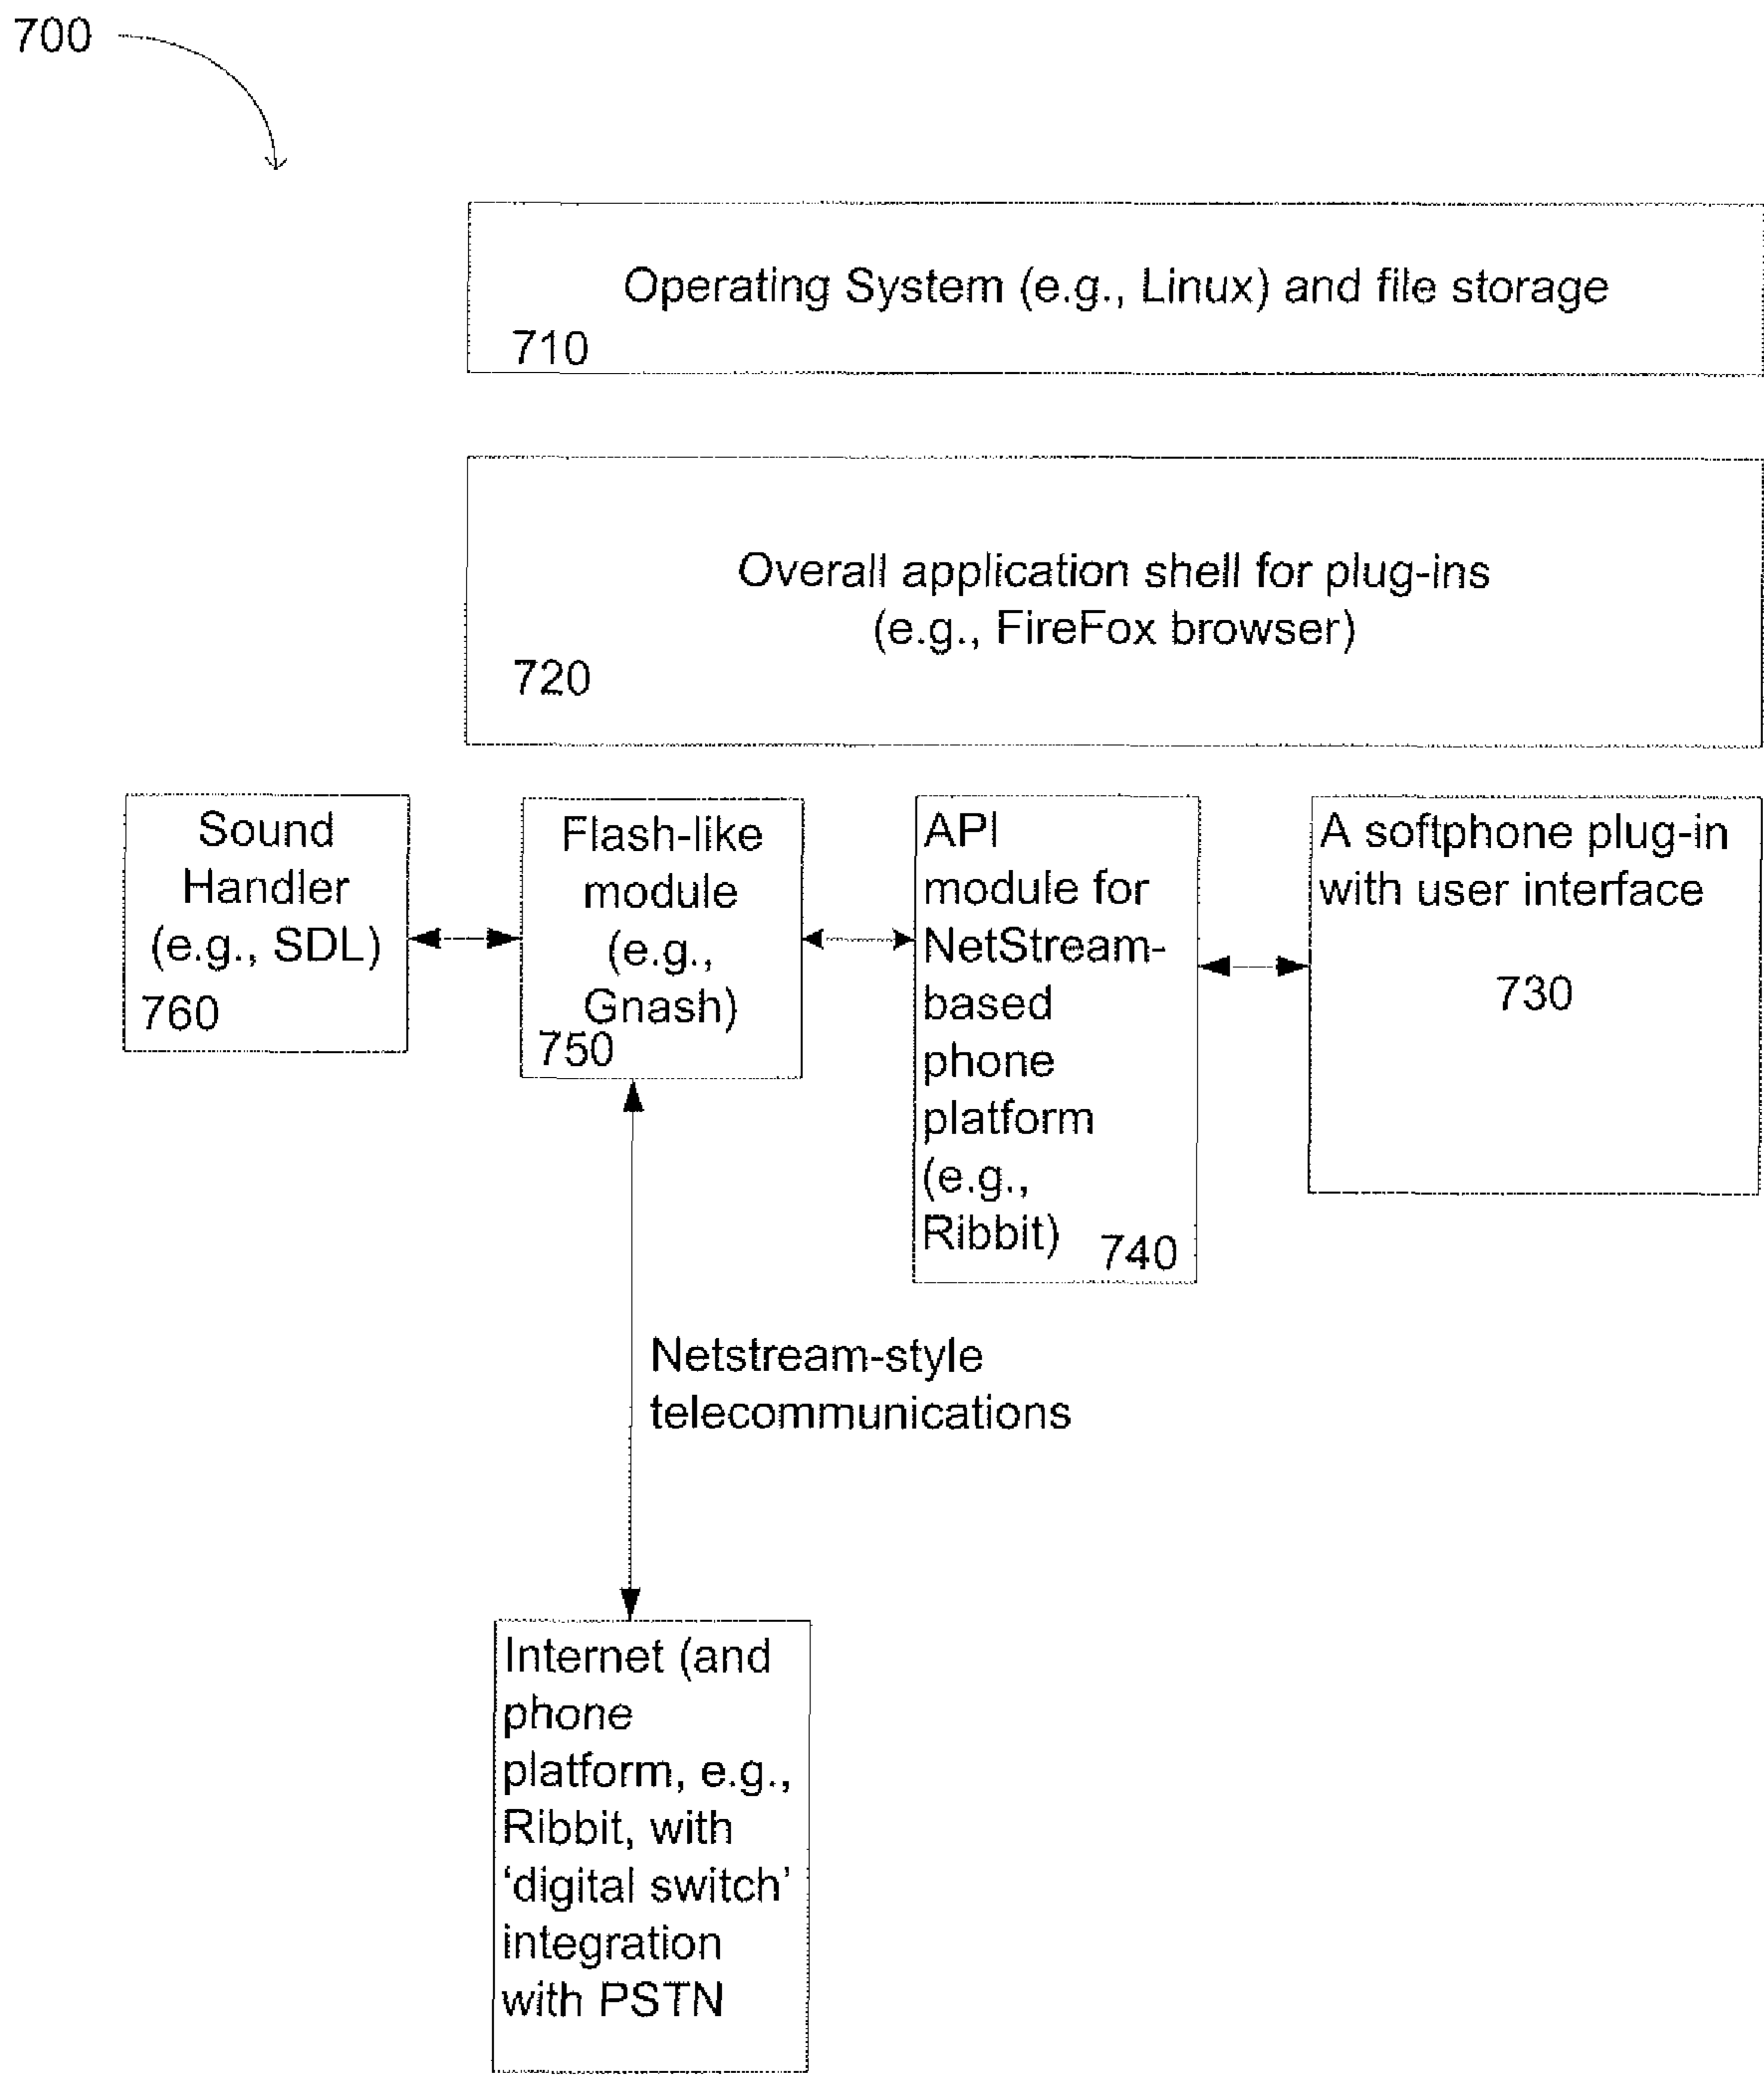 700
Operating System (e.g., Linux) and file storage
710
Overall application shell for plug-ins
(e.g., FireFox browser)
720
Sound
Handler
(e.g., SDL)
760
Flash-like
module
(e.g.,
Gnash)
750
API
module for
NetStream-
based
phone
platform
(e.g.,
Ribbit)
740
A softphone plug-in
with user interface
730
Netstream-style
telecommunications
Internet (and
phone
platform, e.g.,
Ribbit, with
‘digital switch’
integration
with PSTN